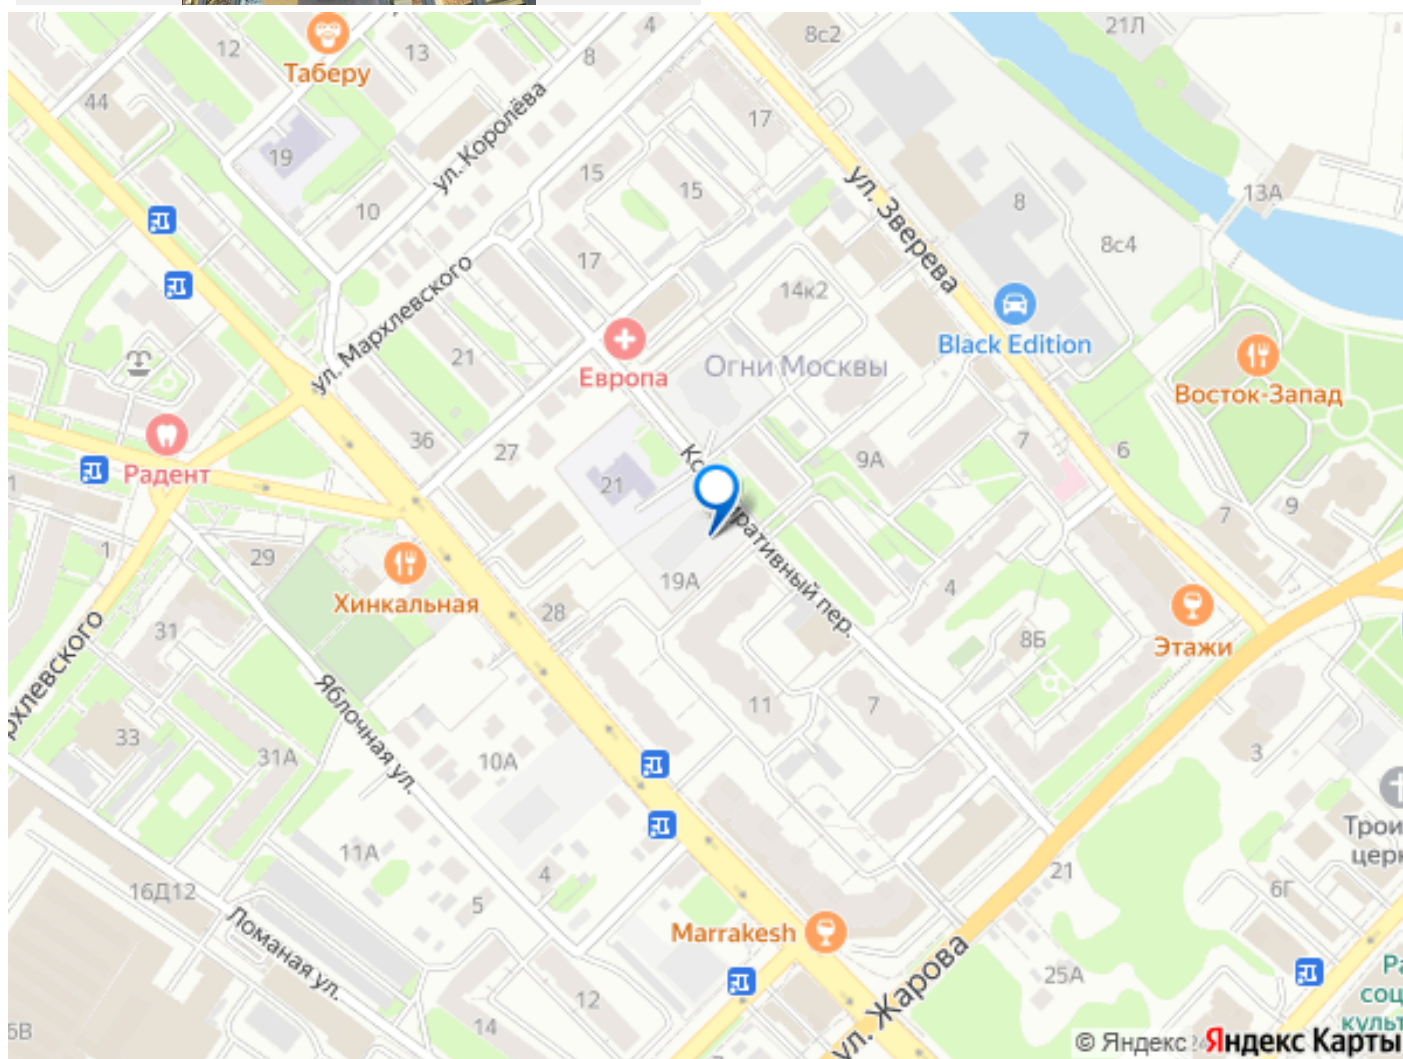 8с2
21Л
4
12
13
8
Таберу
44
ул. Королёва
17
19
15
15
ул. Зверева
13А
10
8
8с4
17
14к2
ул. Мархлевского
Black Edition
21
Европа
Огни Москвы
Восток-Запад
36
27
7
6
9А
Радент
21
9
7
1
1
29
19А
Кооперативный пер.
Хинкальная
28
4
31
8Б
Этажи
11
7
33
31А
Яблочная ул.
10А
3
11А
4
21
16Д12
5
6Г
Ломаная ул.
Marrakesh
25А
12
14
ул. Жарова
© Яндекс
Яндекс Карты